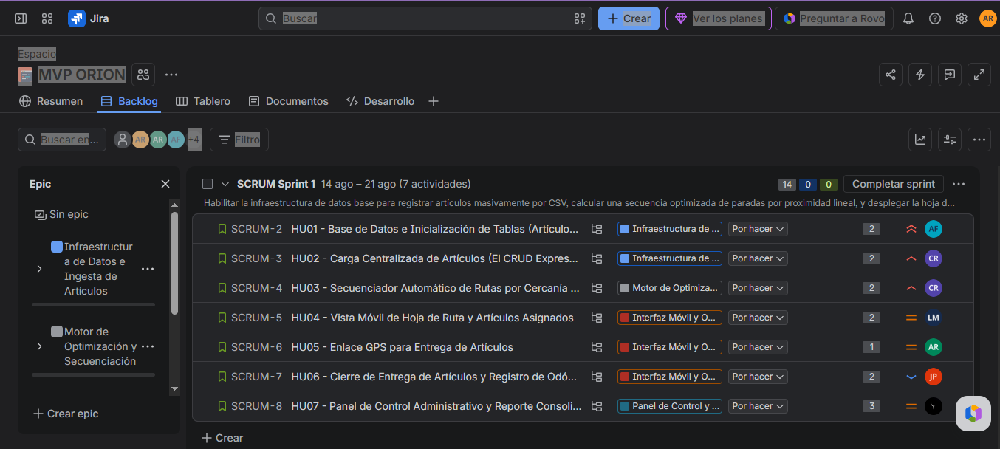 Jira
Buscar
Crear
Ver los planes
Preguntar a Rovo
AR
Espacio
MVP ORION
Resumen
Backlog
Tablero
Documentos
Desarrollo
Buscar en...
AR
AR
AF
+4
Filtro
Epic
Sin epic
Infraestructur
a de Datos e
Ingesta de
Artículos
Motor de
Optimización y
Secuenciación
Crear epic
SCRUM Sprint 1 14 ago – 21 ago (7 actividades)
14 0 0 Completar sprint
Habilitar la infraestructura de datos base para registrar artículos masivamente por CSV, calcular una secuencia optimizada de paradas por proximidad lineal, y desplegar la hoja d...
SCRUM-2 HU01 - Base de Datos e Inicialización de Tablas (Artículo... Infraestructura de ... Por hacer 2 AF
SCRUM-3 HU02 - Carga Centralizada de Artículos (El CRUD Expres... Infraestructura de ... Por hacer 2 CR
SCRUM-4 HU03 - Secuenciador Automático de Rutas por Cercanía ... Motor de Optimiza... Por hacer 2 CR
SCRUM-5 HU04 - Vista Móvil de Hoja de Ruta y Artículos Asignados Interfaz Móvil y O... Por hacer 2 LM
SCRUM-6 HU05 - Enlace GPS para Entrega de Artículos Interfaz Móvil y O... Por hacer 1 AR
SCRUM-7 HU06 - Cierre de Entrega de Artículos y Registro de Odó... Interfaz Móvil y O... Por hacer 2 JP
SCRUM-8 HU07 - Panel de Control Administrativo y Reporte Consoli... Panel de Control y ... Por hacer 3
Crear